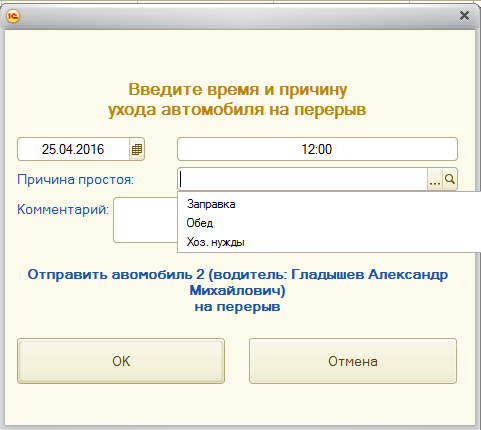 Введите время и причину
ухода автомобиля на перерыв
25.04.2016 12:00
Причина простоя: ...
Комментарий:
Заправка
Обед
Хоз. нужды
Отправить авомобиль 2 (водитель: Гладышев Александр
Михайлович)
на перерыв
OK Отмена